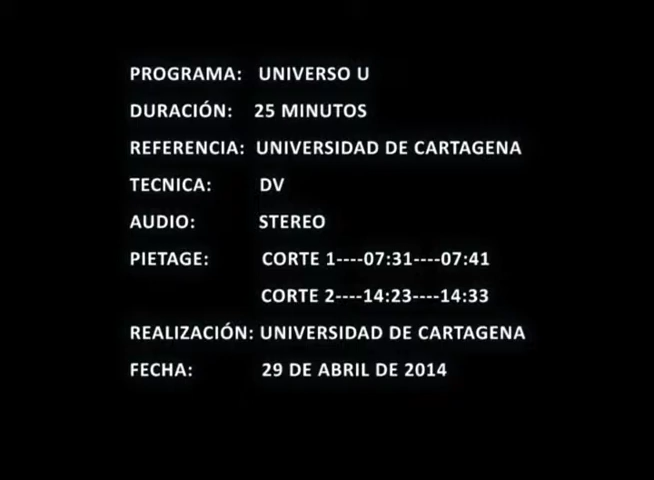 PROGRAMA: UNIVERSO U
DURACIÓN: 25 MINUTOS
REFERENCIA: UNIVERSIDAD DE CARTAGENA
TECNICA: DV
AUDIO: STEREO
PIETAGE: CORTE 1----07:31----07:41
CORTE 2----14:23----14:33
REALIZACIÓN: UNIVERSIDAD DE CARTAGENA
FECHA: 29 DE ABRIL DE 2014